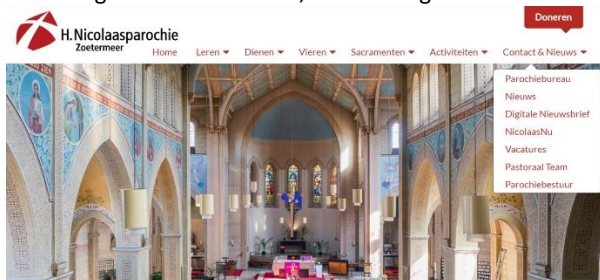 Doneren
H.Nicolaasparochie
Zoetermeer
Home Leren Dienen Vieren Sacramenten Activiteiten Contact & Nieuws
Parochiebureau
Nieuws
Digitale Nieuwsbrief
NicolaasNu
Vacatures
Pastoraal Team
Parochiebestuur